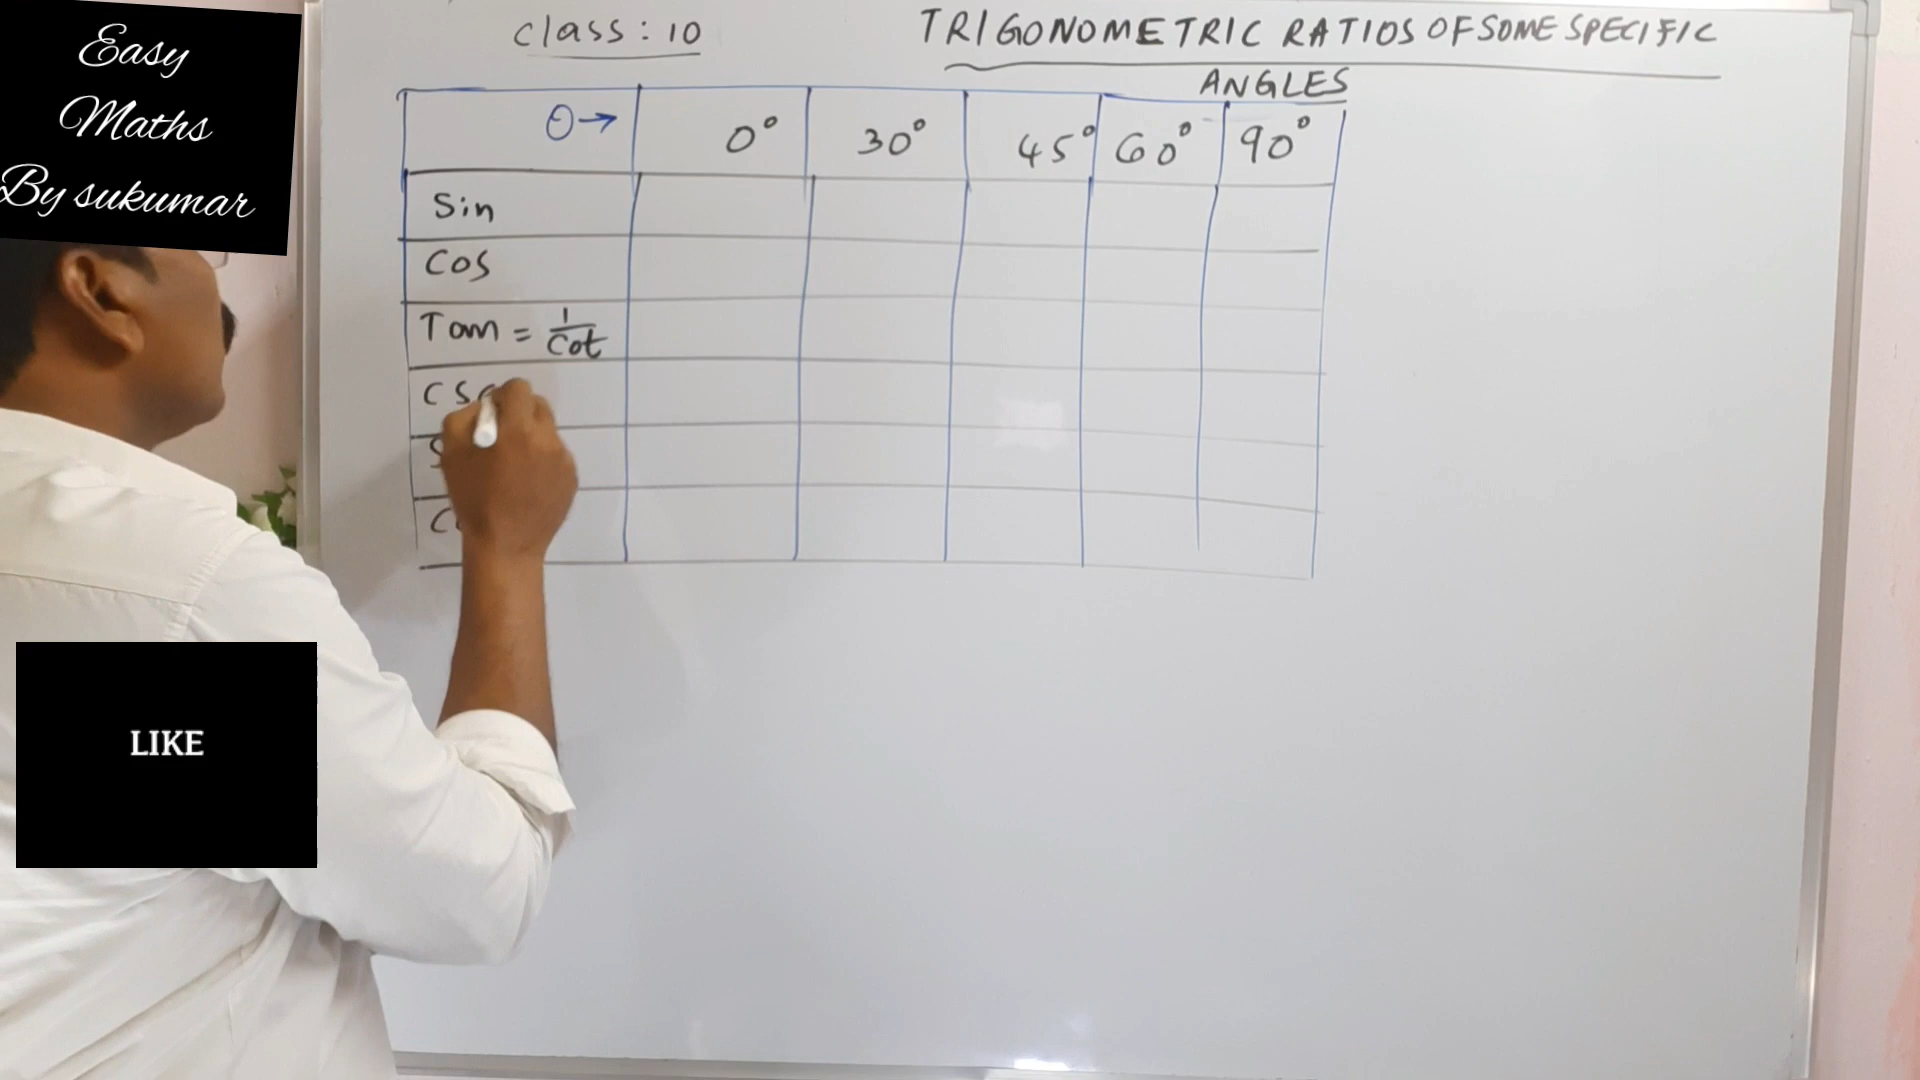 Easy
Maths
By sukumar
class : 10
TRIGONOMETRIC RATIOS OF SOME SPECIFIC
ANGLES
θ→ 0° 30° 45° 60° 90°
Sin
Cos
Tan = 1/Cot
LIKE